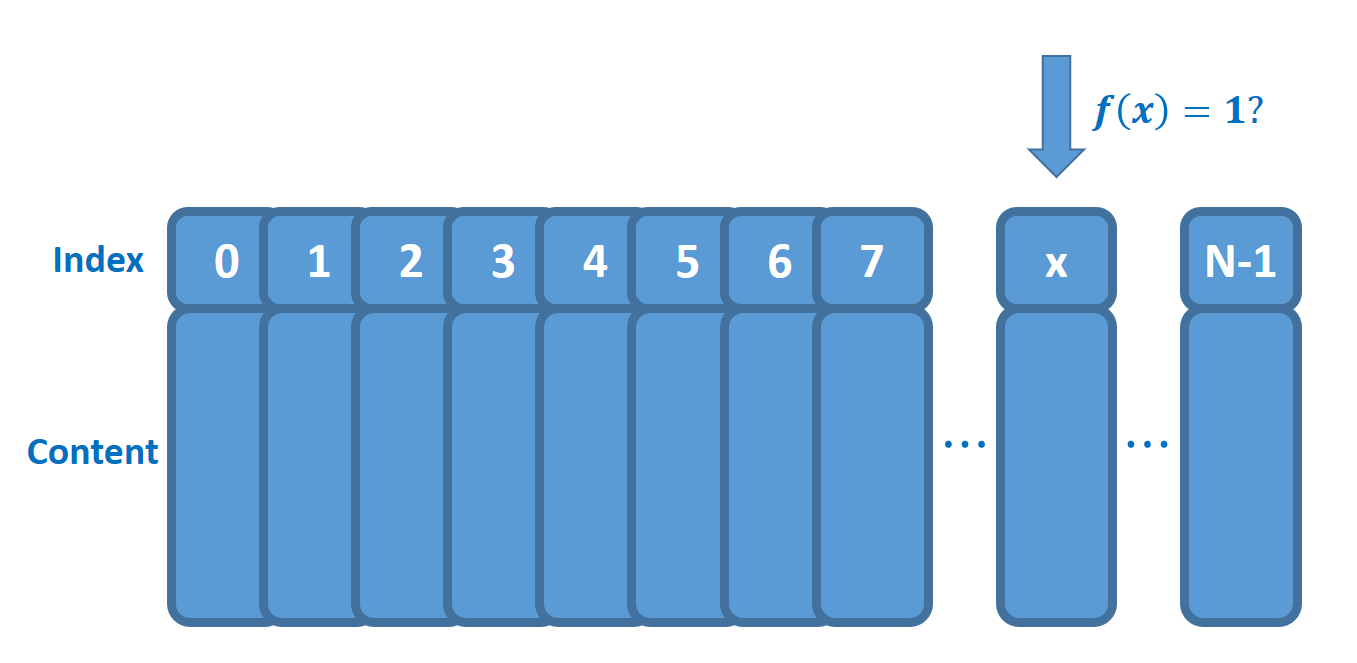 f(x) = 1?
Index 0 1 2 3 4 5 6 7 x N-1
Content ... ...